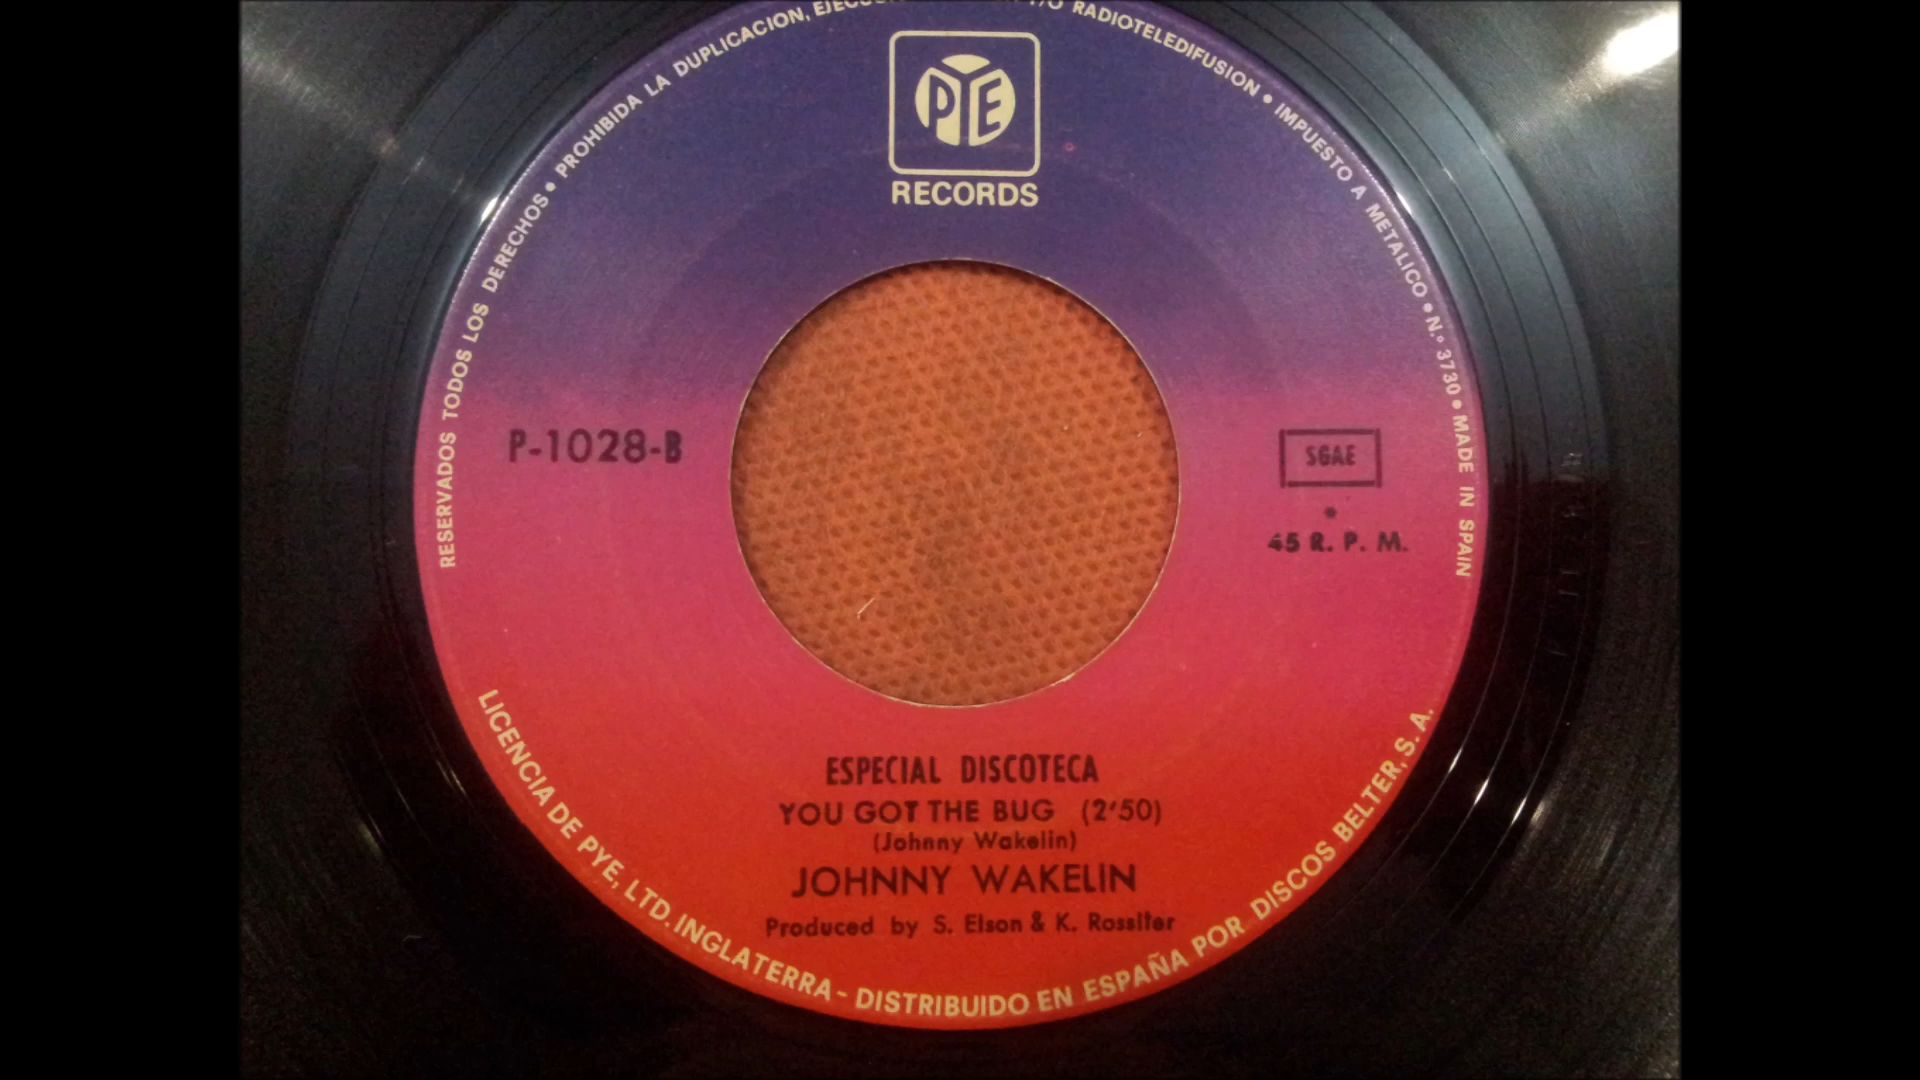 RESERVADOS TODOS LOS DERECHOS • PROHIBIDA LA DUPLICACION, Y/O RADIOTELEDIFUSION • IMPUESTO A METALICO • N.º 3730 • MADE IN SPAIN
PYE
RECORDS
P-1028-B
SGAE
45 R. P. M.
ESPECIAL DISCOTECA
YOU GOT THE BUG (2'50)
(Johnny Wakelin)
JOHNNY WAKELIN
Produced by S. Elson & K. Rossiter
LICENCIA DE PYE, LTD. INGLATERRA - DISTRIBUIDO EN ESPAÑA POR DISCOS BELTER, S. A.